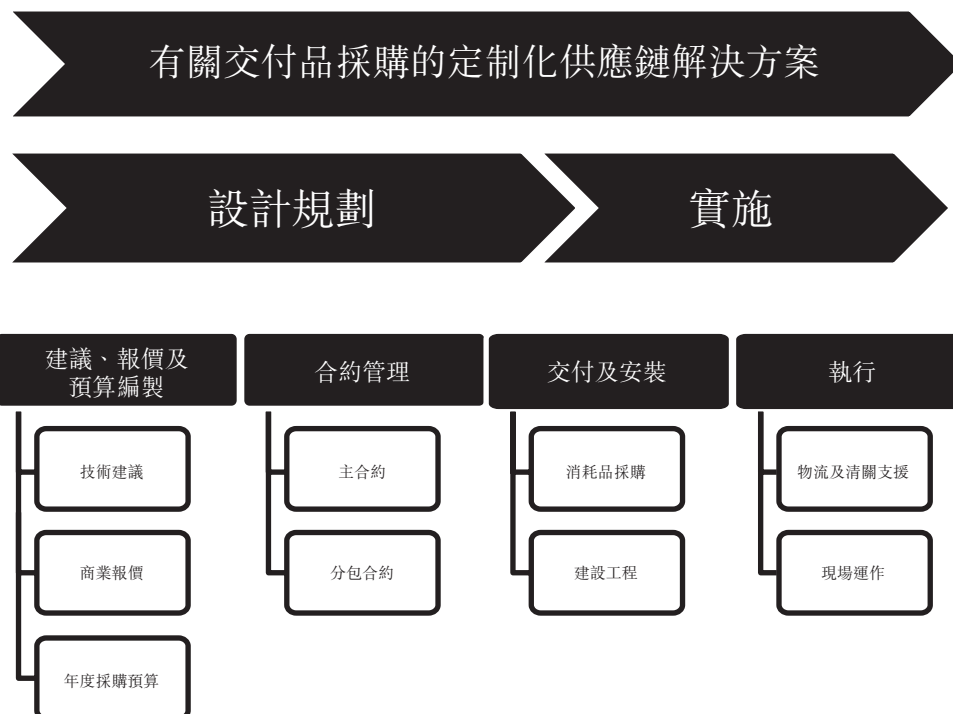 有關交付品採購的定制化供應鏈解決方案
設計規劃
實施
建議、報價及
預算編製
技術建議
商業報價
年度採購預算
合約管理
主合約
分包合約
交付及安裝
消耗品採購
建設工程
執行
物流及清關支援
現場運作